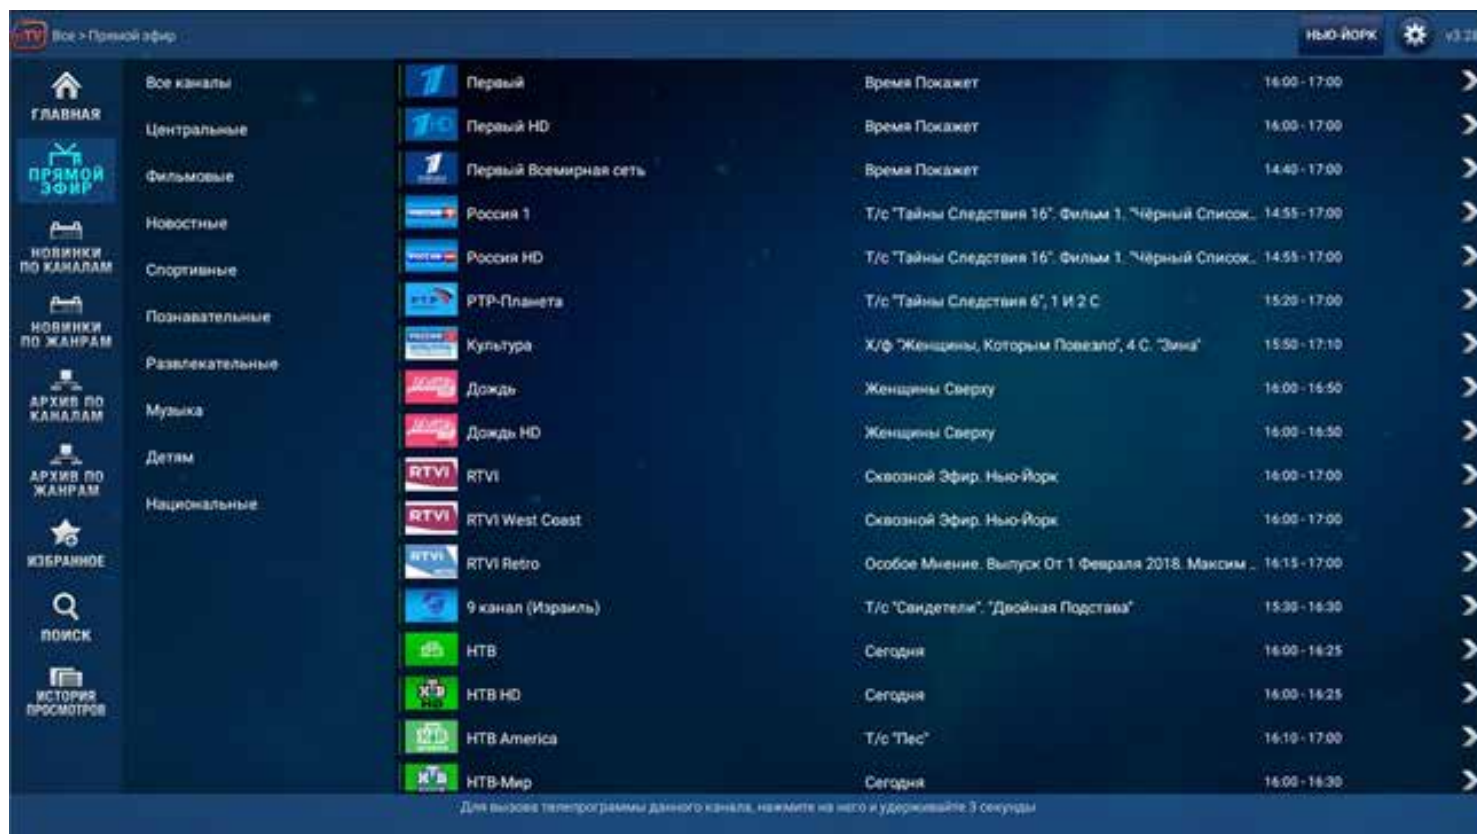 Все > Прямой эфир
НЬЮ-ЙОРК
v3.28
ГЛАВНАЯ
ПРЯМОЙ
ЭФИР
НОВИНКИ
ПО КАНАЛАМ
НОВИНКИ
ПО ЖАНРАМ
АРХИВ ПО
КАНАЛАМ
АРХИВ ПО
ЖАНРАМ
ИЗБРАННОЕ
ПОИСК
ИСТОРИЯ
ПРОСМОТРОВ
Все каналы
Центральные
Фильмовые
Новостные
Спортивные
Познавательные
Развлекательные
Музыка
Детям
Национальные
Первый Время Покажет 16:00 - 17:00
Первый HD Время Покажет 16:00 - 17:00
Первый Всемирная сеть Время Покажет 14:40 - 17:00
Россия 1 Т/с "Тайны Следствия 16". Фильм 1. "Чёрный Список... 14:55 - 17:00
Россия HD Т/с "Тайны Следствия 16". Фильм 1. "Чёрный Список... 14:55 - 17:00
РТР-Планета Т/с "Тайны Следствия 6", 1 И 2 С 15:20 - 17:00
Культура Х/ф "Женщины, Которым Повезло", 4 С. "Зина" 15:50 - 17:10
Дождь Женщины Сверху 16:00 - 16:50
Дождь HD Женщины Сверху 16:00 - 16:50
RTVI RTVI Сквозной Эфир. Нью-Йорк 16:00 - 17:00
RTVI RTVI West Coast Сквозной Эфир. Нью-Йорк 16:00 - 17:00
RTVI RTVI Retro Особое Мнение. Выпуск От 1 Февраля 2018. Максим ... 16:15 - 17:00
9 канал (Израиль) Т/с "Свидетели". "Двойная Подстава" 15:30 - 16:30
НТВ Сегодня 16:00 - 16:25
НТВ HD Сегодня 16:00 - 16:25
НТВ America Т/с "Пес" 16:10 - 17:00
НТВ-Мир Сегодня 16:00 - 16:30
Для вызова телепрограммы данного канала, нажмите на него и удерживайте 3 секунды